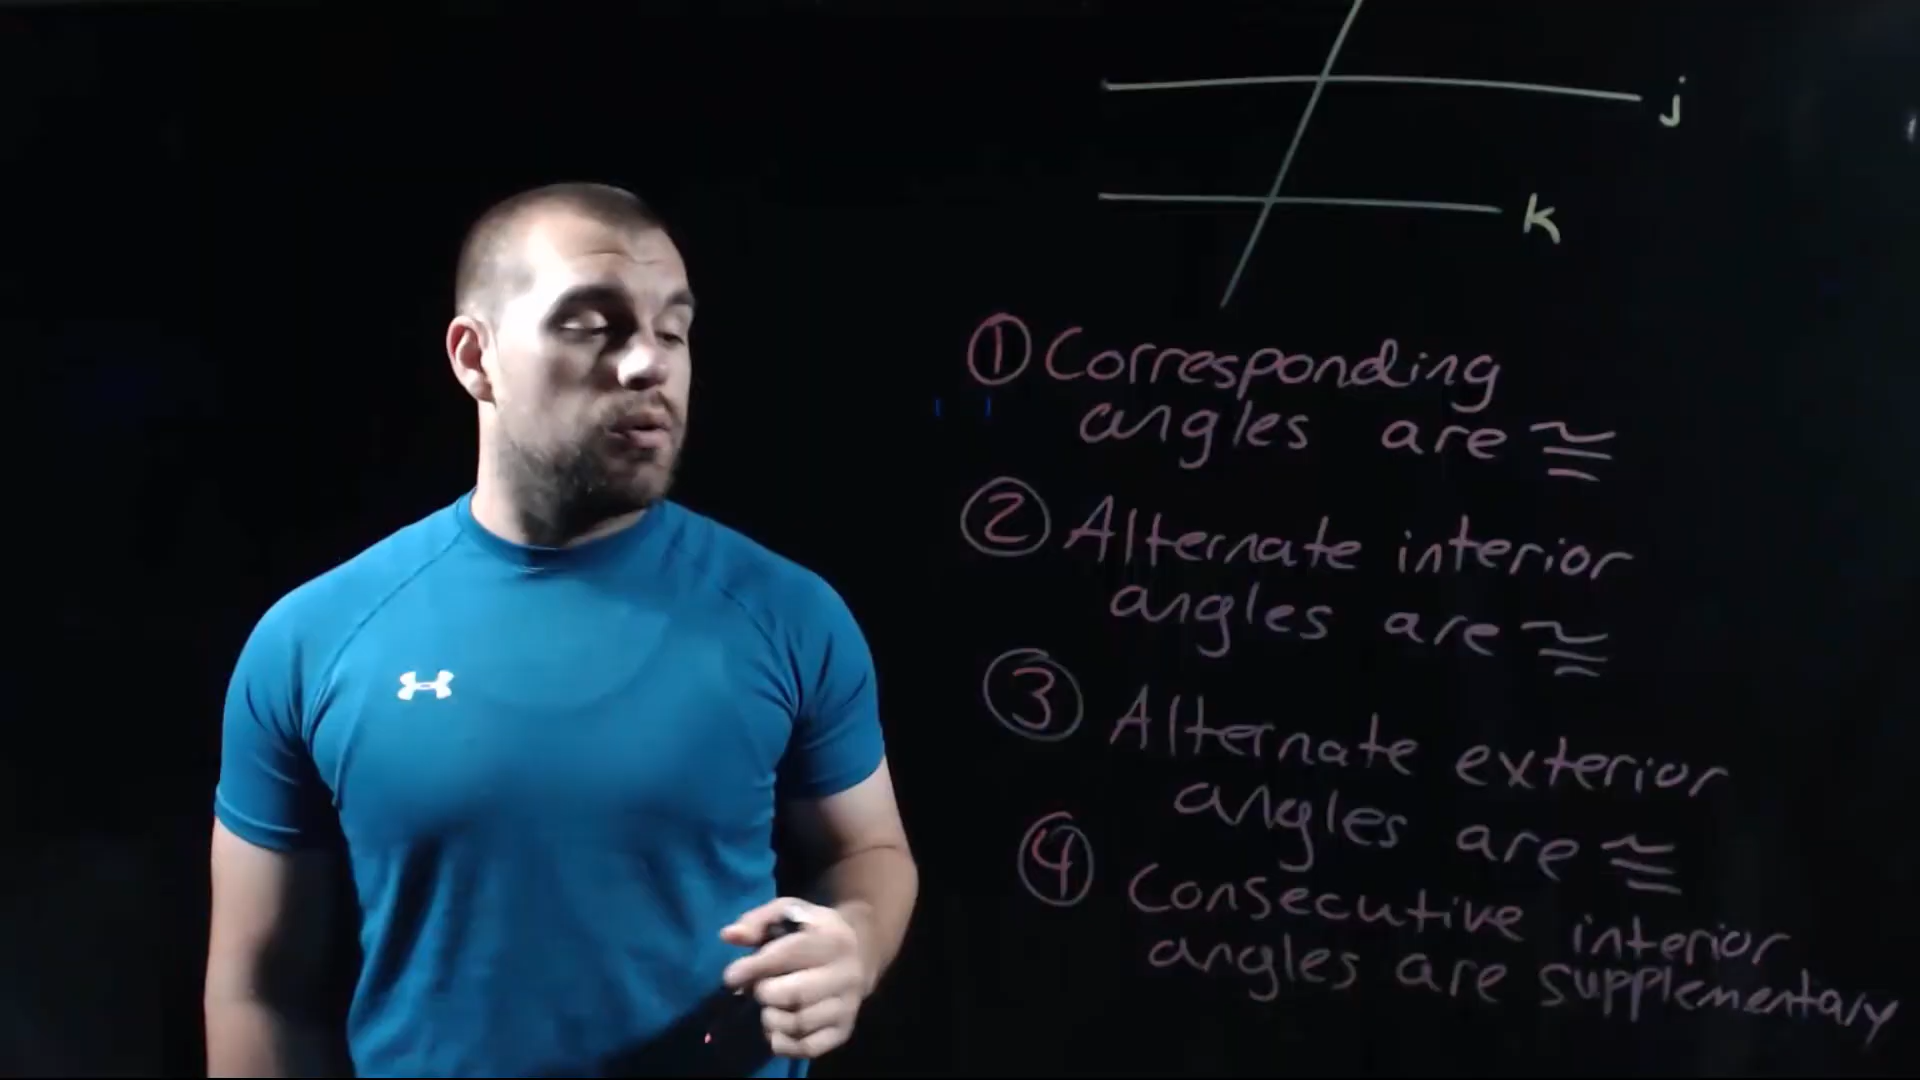 j
k
① Corresponding
angles are ≅
② Alternate interior
angles are ≅
③ Alternate exterior
angles are ≅
④ Consecutive interior
angles are supplementary